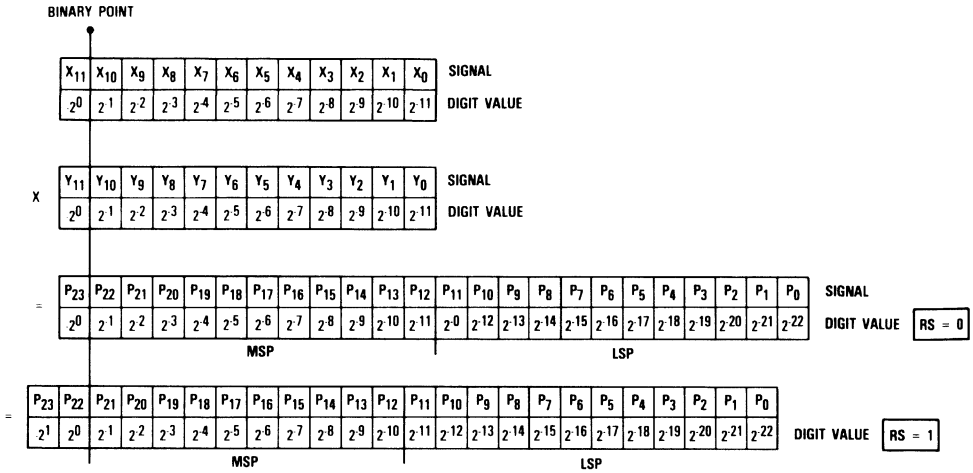 BINARY POINT
X11 X10 X9 X8 X7 X6 X5 X4 X3 X2 X1 X0 SIGNAL
-2^0 2^-1 2^-2 2^-3 2^-4 2^-5 2^-6 2^-7 2^-8 2^-9 2^-10 2^-11 DIGIT VALUE
X Y11 Y10 Y9 Y8 Y7 Y6 Y5 Y4 Y3 Y2 Y1 Y0 SIGNAL
-2^0 2^-1 2^-2 2^-3 2^-4 2^-5 2^-6 2^-7 2^-8 2^-9 2^-10 2^-11 DIGIT VALUE
= P23 P22 P21 P20 P19 P18 P17 P16 P15 P14 P13 P12 P11 P10 P9 P8 P7 P6 P5 P4 P3 P2 P1 P0 SIGNAL
-2^0 2^-1 2^-2 2^-3 2^-4 2^-5 2^-6 2^-7 2^-8 2^-9 2^-10 2^-11 2^-0 2^-12 2^-13 2^-14 2^-15 2^-16 2^-17 2^-18 2^-19 2^-20 2^-21 2^-22 DIGIT VALUE RS = 0
MSP LSP
= P23 P22 P21 P20 P19 P18 P17 P16 P15 P14 P13 P12 P11 P10 P9 P8 P7 P6 P5 P4 P3 P2 P1 P0
-2^1 2^0 2^-1 2^-2 2^-3 2^-4 2^-5 2^-6 2^-7 2^-8 2^-9 2^-10 2^-11 2^-12 2^-13 2^-14 2^-15 2^-16 2^-17 2^-18 2^-19 2^-20 2^-21 2^-22 DIGIT VALUE RS = 1
MSP LSP